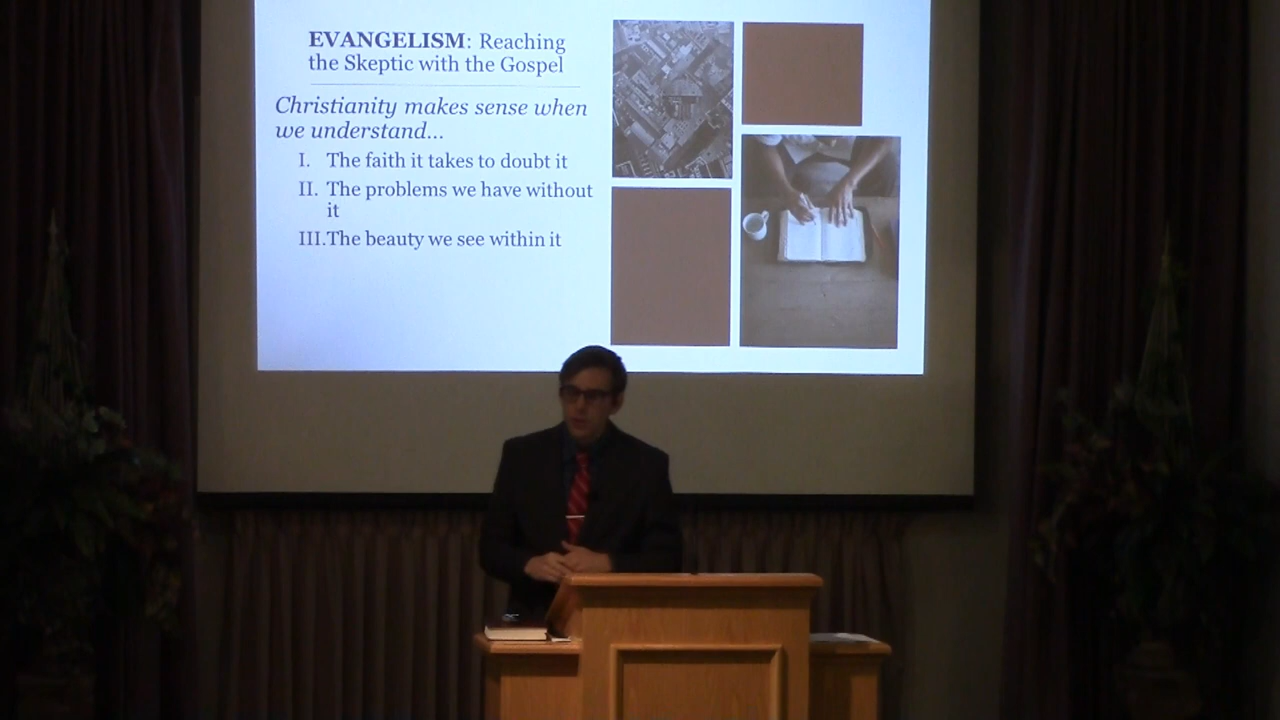 EVANGELISM: Reaching
the Skeptic with the Gospel
Christianity makes sense when
we understand...
I. The faith it takes to doubt it
II. The problems we have without
it
III.The beauty we see within it